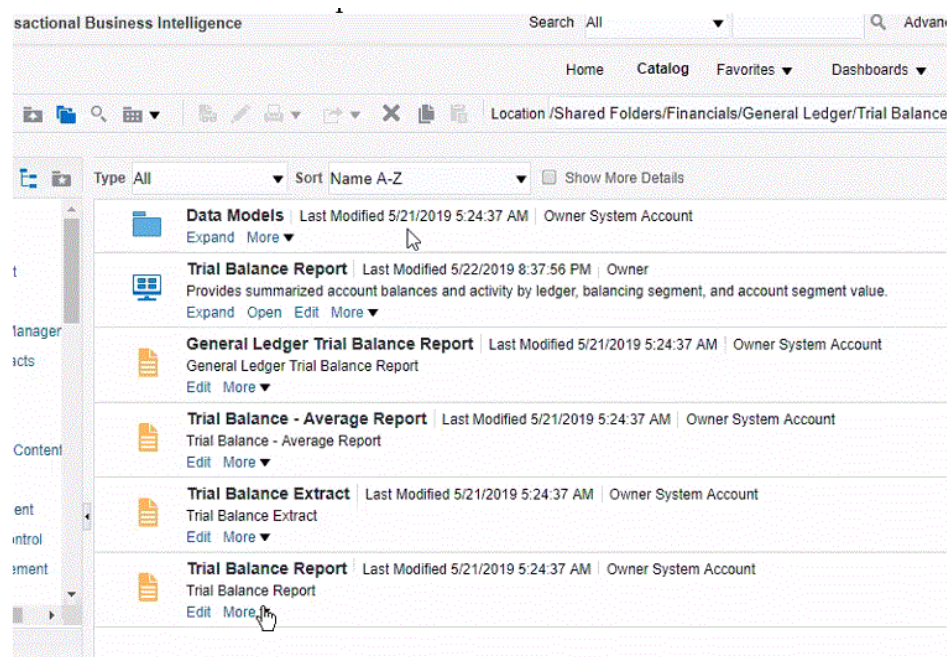 sactional Business Intelligence Search All Advan
Home Catalog Favorites Dashboards
Location /Shared Folders/Financials/General Ledger/Trial Balance
Type All Sort Name A-Z Show More Details
Data Models Last Modified 5/21/2019 5:24:37 AM Owner System Account
Expand More
t
Trial Balance Report Last Modified 5/22/2019 8:37:56 PM Owner
Provides summarized account balances and activity by ledger, balancing segment, and account segment value.
Expand Open Edit More
Manager
General Ledger Trial Balance Report Last Modified 5/21/2019 5:24:37 AM Owner System Account
acts
General Ledger Trial Balance Report
Edit More
Trial Balance - Average Report Last Modified 5/21/2019 5:24:37 AM Owner System Account
Trial Balance - Average Report
Content
Edit More
Trial Balance Extract Last Modified 5/21/2019 5:24:37 AM Owner System Account
ent
Trial Balance Extract
ontrol
Edit More
Trial Balance Report Last Modified 5/21/2019 5:24:37 AM Owner System Account
ement
Trial Balance Report
Edit More